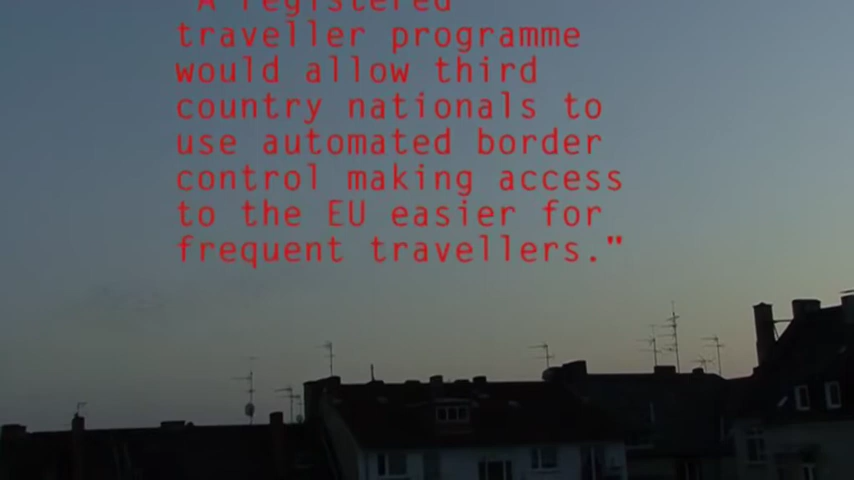 "A registered
traveller programme
would allow third
country nationals to
use automated border
control making access
to the EU easier for
frequent travellers."